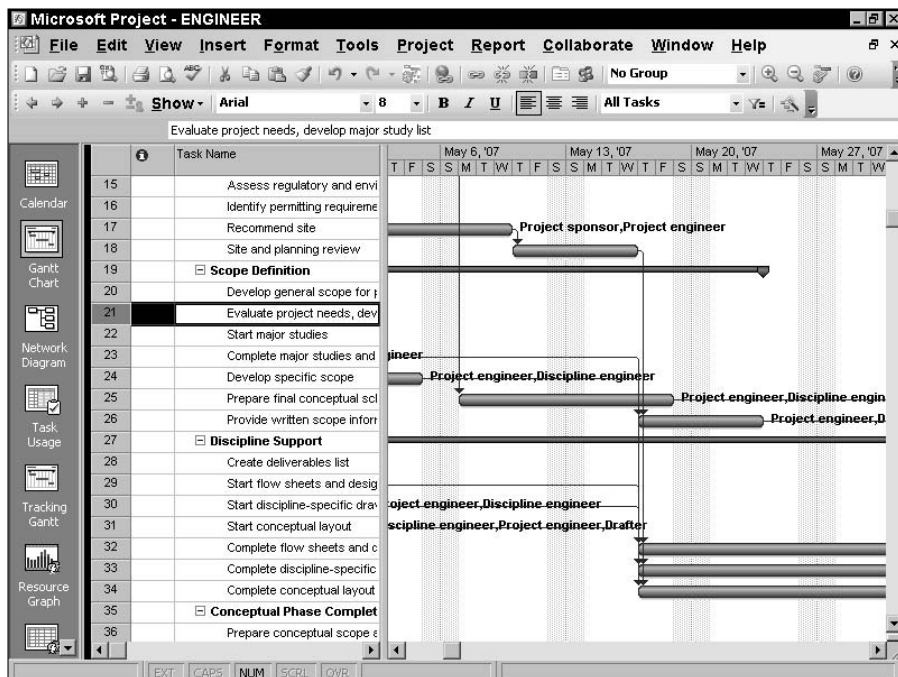 Microsoft Project - ENGINEER
File Edit View Insert Format Tools Project Report Collaborate Window Help
No Group
Show Arial 8 B I U All Tasks
Evaluate project needs, develop major study list
Task Name
May 6, '07 May 13, '07 May 20, '07 May 27, '07
T F S S M T W T F S S M T W T F S S M T W T F S S M T W
Calendar
Gantt Chart
Network Diagram
Task Usage
Tracking Gantt
Resource Graph
15 Assess regulatory and envi
16 Identify permitting requireme
17 Recommend site Project sponsor,Project engineer
18 Site and planning review
19 Scope Definition
20 Develop general scope for p
21 Evaluate project needs, dev
22 Start major studies
23 Complete major studies and gineer
24 Develop specific scope Project engineer,Discipline engineer
25 Prepare final conceptual scl Project engineer,Discipline engin
26 Provide written scope inforr Project engineer,D
27 Discipline Support
28 Create deliverables list
29 Start flow sheets and desig
30 Start discipline-specific dra oject engineer,Discipline engineer
31 Start conceptual layout scipline engineer,Project engineer,Drafter
32 Complete flow sheets and c
33 Complete discipline-specific
34 Complete conceptual layout
35 Conceptual Phase Complet
36 Prepare conceptual scope a
EXT CAPS NUM SCRL OVR